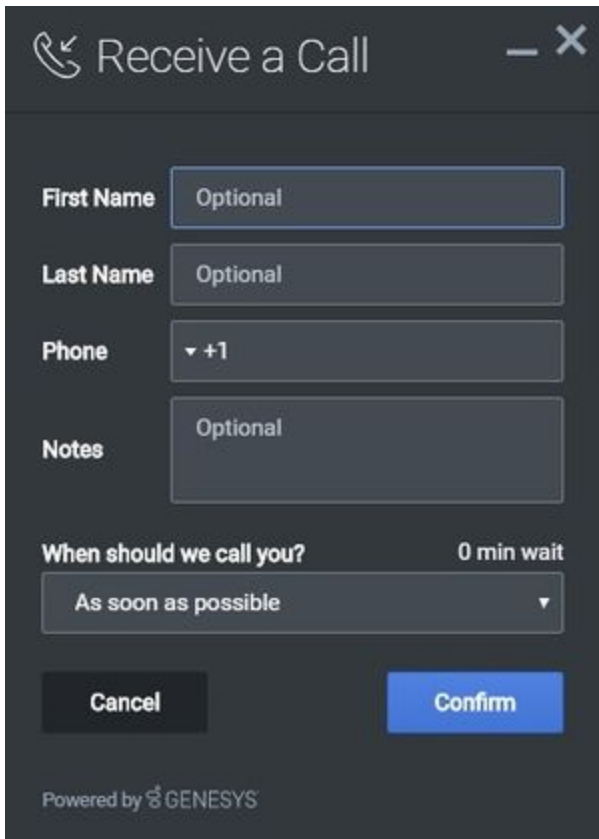 Receive a Call
First Name Optional
Last Name Optional
Phone +1
Notes Optional
When should we call you? 0 min wait
As soon as possible
Cancel Confirm
Powered by GENESYS